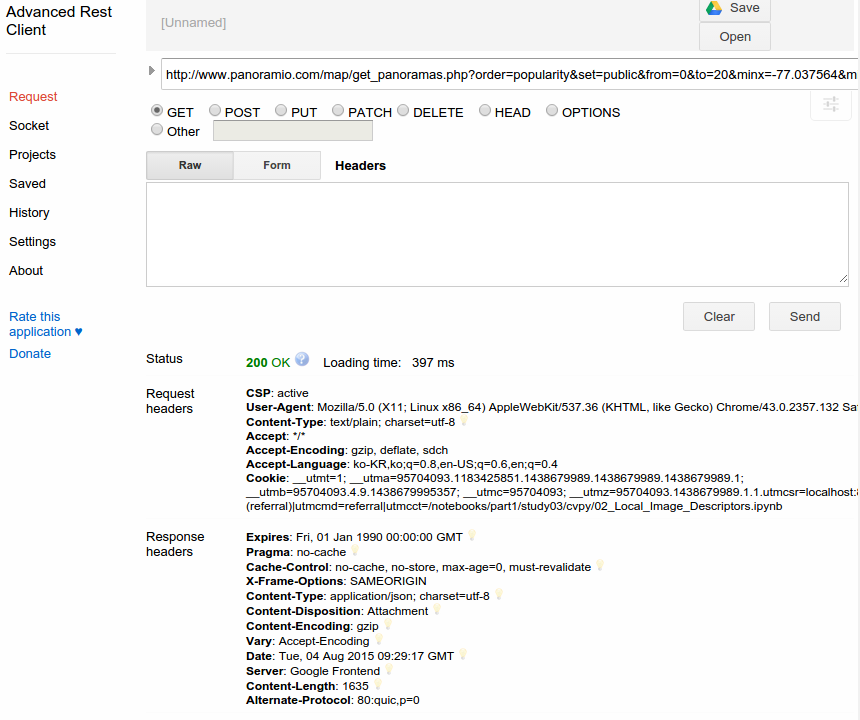 Advanced Rest
Client
[Unnamed]
Save
Open
http://www.panoramio.com/map/get_panoramas.php?order=popularity&set=public&from=0&to=20&minx=-77.037564&m
Request
Socket
Projects
Saved
History
Settings
About
Rate this
application ♥
Donate
GET POST PUT PATCH DELETE HEAD OPTIONS
Other
Raw Form Headers
Clear Send
Status 200 OK ? Loading time: 397 ms
Request
headers
CSP: active
User-Agent: Mozilla/5.0 (X11; Linux x86_64) AppleWebKit/537.36 (KHTML, like Gecko) Chrome/43.0.2357.132 Sa
Content-Type: text/plain; charset=utf-8
Accept: */*
Accept-Encoding: gzip, deflate, sdch
Accept-Language: ko-KR,ko;q=0.8,en-US;q=0.6,en;q=0.4
Cookie: __utmt=1; __utma=95704093.1183425851.1438679989.1438679989.1438679989.1;
__utmb=95704093.4.9.1438679995357; __utmc=95704093; __utmz=95704093.1438679989.1.1.utmcsr=localhost:
(referral)|utmcmd=referral|utmcct=/notebooks/part1/study03/cvpy/02_Local_Image_Descriptors.ipynb
Response
headers
Expires: Fri, 01 Jan 1990 00:00:00 GMT
Pragma: no-cache
Cache-Control: no-cache, no-store, max-age=0, must-revalidate
X-Frame-Options: SAMEORIGIN
Content-Type: application/json; charset=utf-8
Content-Disposition: Attachment
Content-Encoding: gzip
Vary: Accept-Encoding
Date: Tue, 04 Aug 2015 09:29:17 GMT
Server: Google Frontend
Content-Length: 1635
Alternate-Protocol: 80:quic,p=0